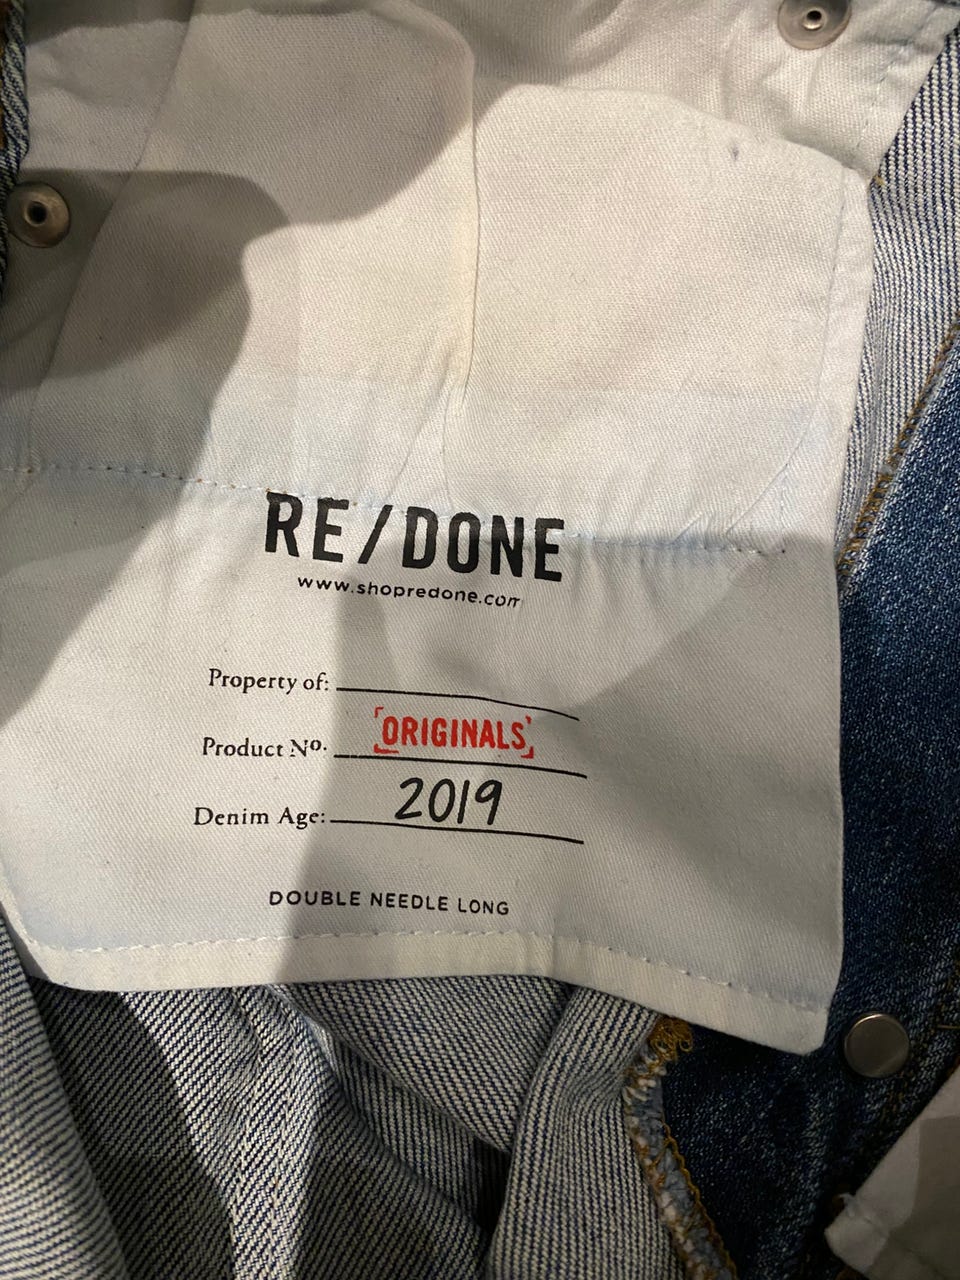 RE/DONE
www.shopredone.com
Property of:
Product Nº. ORIGINALS
Denim Age: 2019
DOUBLE NEEDLE LONG